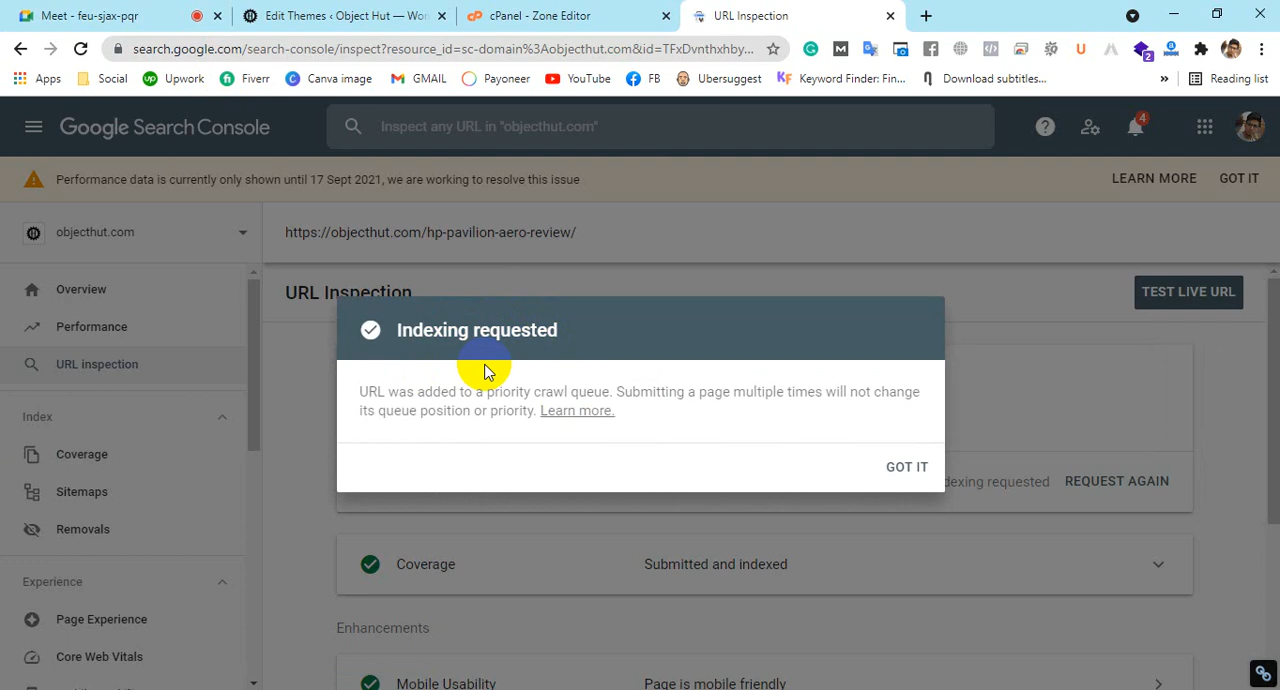 Meet - feu-sjax-pqr
Edit Themes ‹ Object Hut — Wor
cPanel - Zone Editor
URL Inspection
search.google.com/search-console/inspect?resource_id=sc-domain%3Aobjecthut.com&id=TFxDvnthxhby...
2
Apps
Social
Upwork
Fiverr
Canva image
GMAIL
Payoneer
YouTube
FB
Ubersuggest
Keyword Finder: Fin...
Download subtitles...
»
Reading list
Google Search Console
Inspect any URL in "objecthut.com"
4
Performance data is currently only shown until 17 Sept 2021, we are working to resolve this issue
LEARN MORE
GOT IT
objecthut.com
https://objecthut.com/hp-pavilion-aero-review/
Overview
Performance
URL inspection
Index
Coverage
Sitemaps
Removals
Experience
Page Experience
Core Web Vitals
URL Inspection
TEST LIVE URL
Indexing requested
URL was added to a priority crawl queue. Submitting a page multiple times will not change
its queue position or priority. Learn more.
GOT IT
dexing requested
REQUEST AGAIN
Coverage
Submitted and indexed
Enhancements
Mobile Usability
Page is mobile friendly